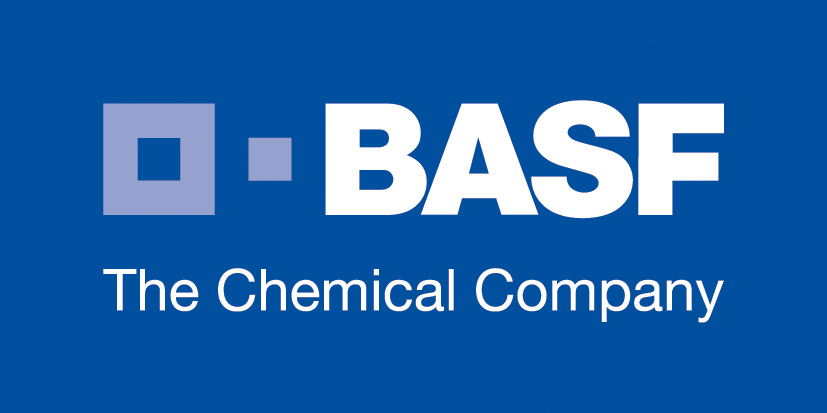 BASF
The Chemical Company